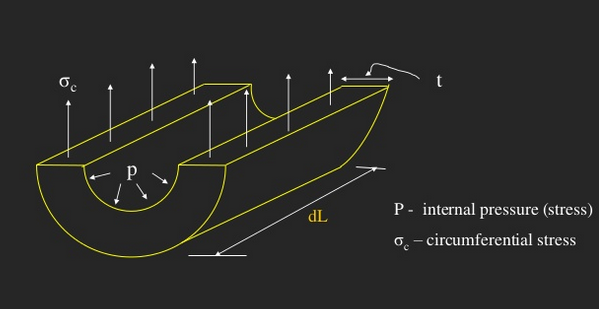 σc
t
p
dL
P - internal pressure (stress)
σc – circumferential stress